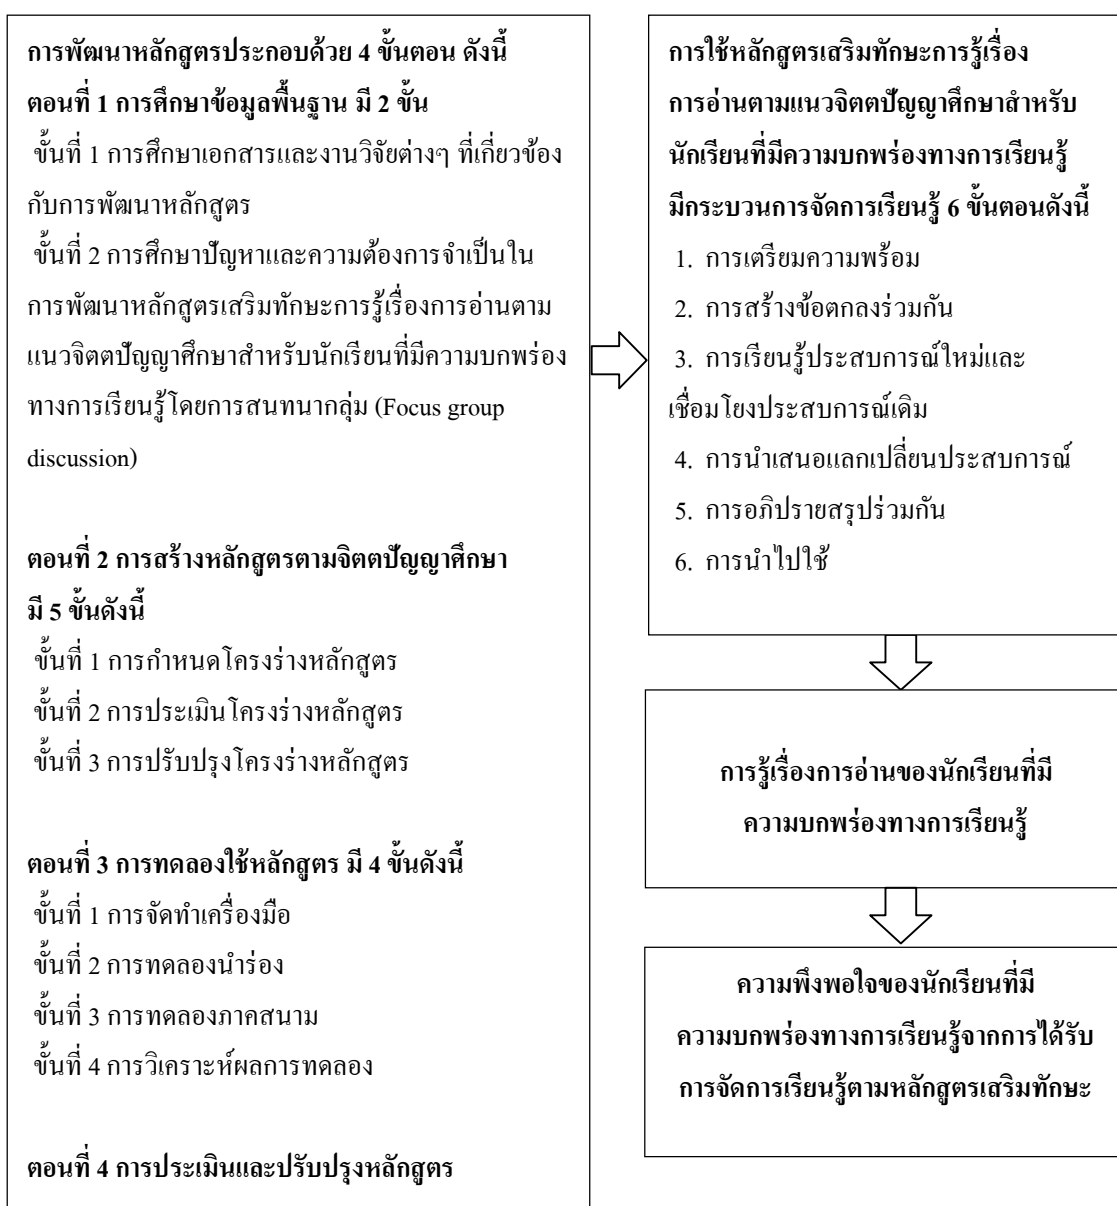 การพัฒนาหลักสูตรประกอบด้วย 4 ขั้นตอน ดังนี้
ตอนที่ 1 การศึกษาข้อมูลพื้นฐาน มี 2 ขั้น
ขั้นที่ 1 การศึกษาเอกสารและงานวิจัยต่างๆ ที่เกี่ยวข้อง
กับการพัฒนาหลักสูตร
ขั้นที่ 2 การศึกษาปัญหาและความต้องการจำเป็นใน
การพัฒนาหลักสูตรเสริมทักษะการรู้เรื่องการอ่านตาม
แนวจิตตปัญญาศึกษาสำหรับนักเรียนที่มีความบกพร่อง
ทางการเรียนรู้โดยการสนทนากลุ่ม (Focus group
discussion)
ตอนที่ 2 การสร้างหลักสูตรตามจิตตปัญญาศึกษา
มี 5 ขั้นดังนี้
ขั้นที่ 1 การกำหนดโครงร่างหลักสูตร
ขั้นที่ 2 การประเมินโครงร่างหลักสูตร
ขั้นที่ 3 การปรับปรุงโครงร่างหลักสูตร
ตอนที่ 3 การทดลองใช้หลักสูตร มี 4 ขั้นดังนี้
ขั้นที่ 1 การจัดทำเครื่องมือ
ขั้นที่ 2 การทดลองนำร่อง
ขั้นที่ 3 การทดลองภาคสนาม
ขั้นที่ 4 การวิเคราะห์ผลการทดลอง
ตอนที่ 4 การประเมินและปรับปรุงหลักสูตร
การใช้หลักสูตรเสริมทักษะการรู้เรื่อง
การอ่านตามแนวจิตตปัญญาศึกษาสำหรับ
นักเรียนที่มีความบกพร่องทางการเรียนรู้
มีกระบวนการจัดการเรียนรู้ 6 ขั้นตอนดังนี้
1. การเตรียมความพร้อม
2. การสร้างข้อตกลงร่วมกัน
3. การเรียนรู้ประสบการณ์ใหม่และ
เชื่อมโยงประสบการณ์เดิม
4. การนำเสนอแลกเปลี่ยนประสบการณ์
5. การอภิปรายสรุปร่วมกัน
6. การนำไปใช้
การรู้เรื่องการอ่านของนักเรียนที่มี
ความบกพร่องทางการเรียนรู้
ความพึงพอใจของนักเรียนที่มี
ความบกพร่องทางการเรียนรู้จากการได้รับ
การจัดการเรียนรู้ตามหลักสูตรเสริมทักษะ